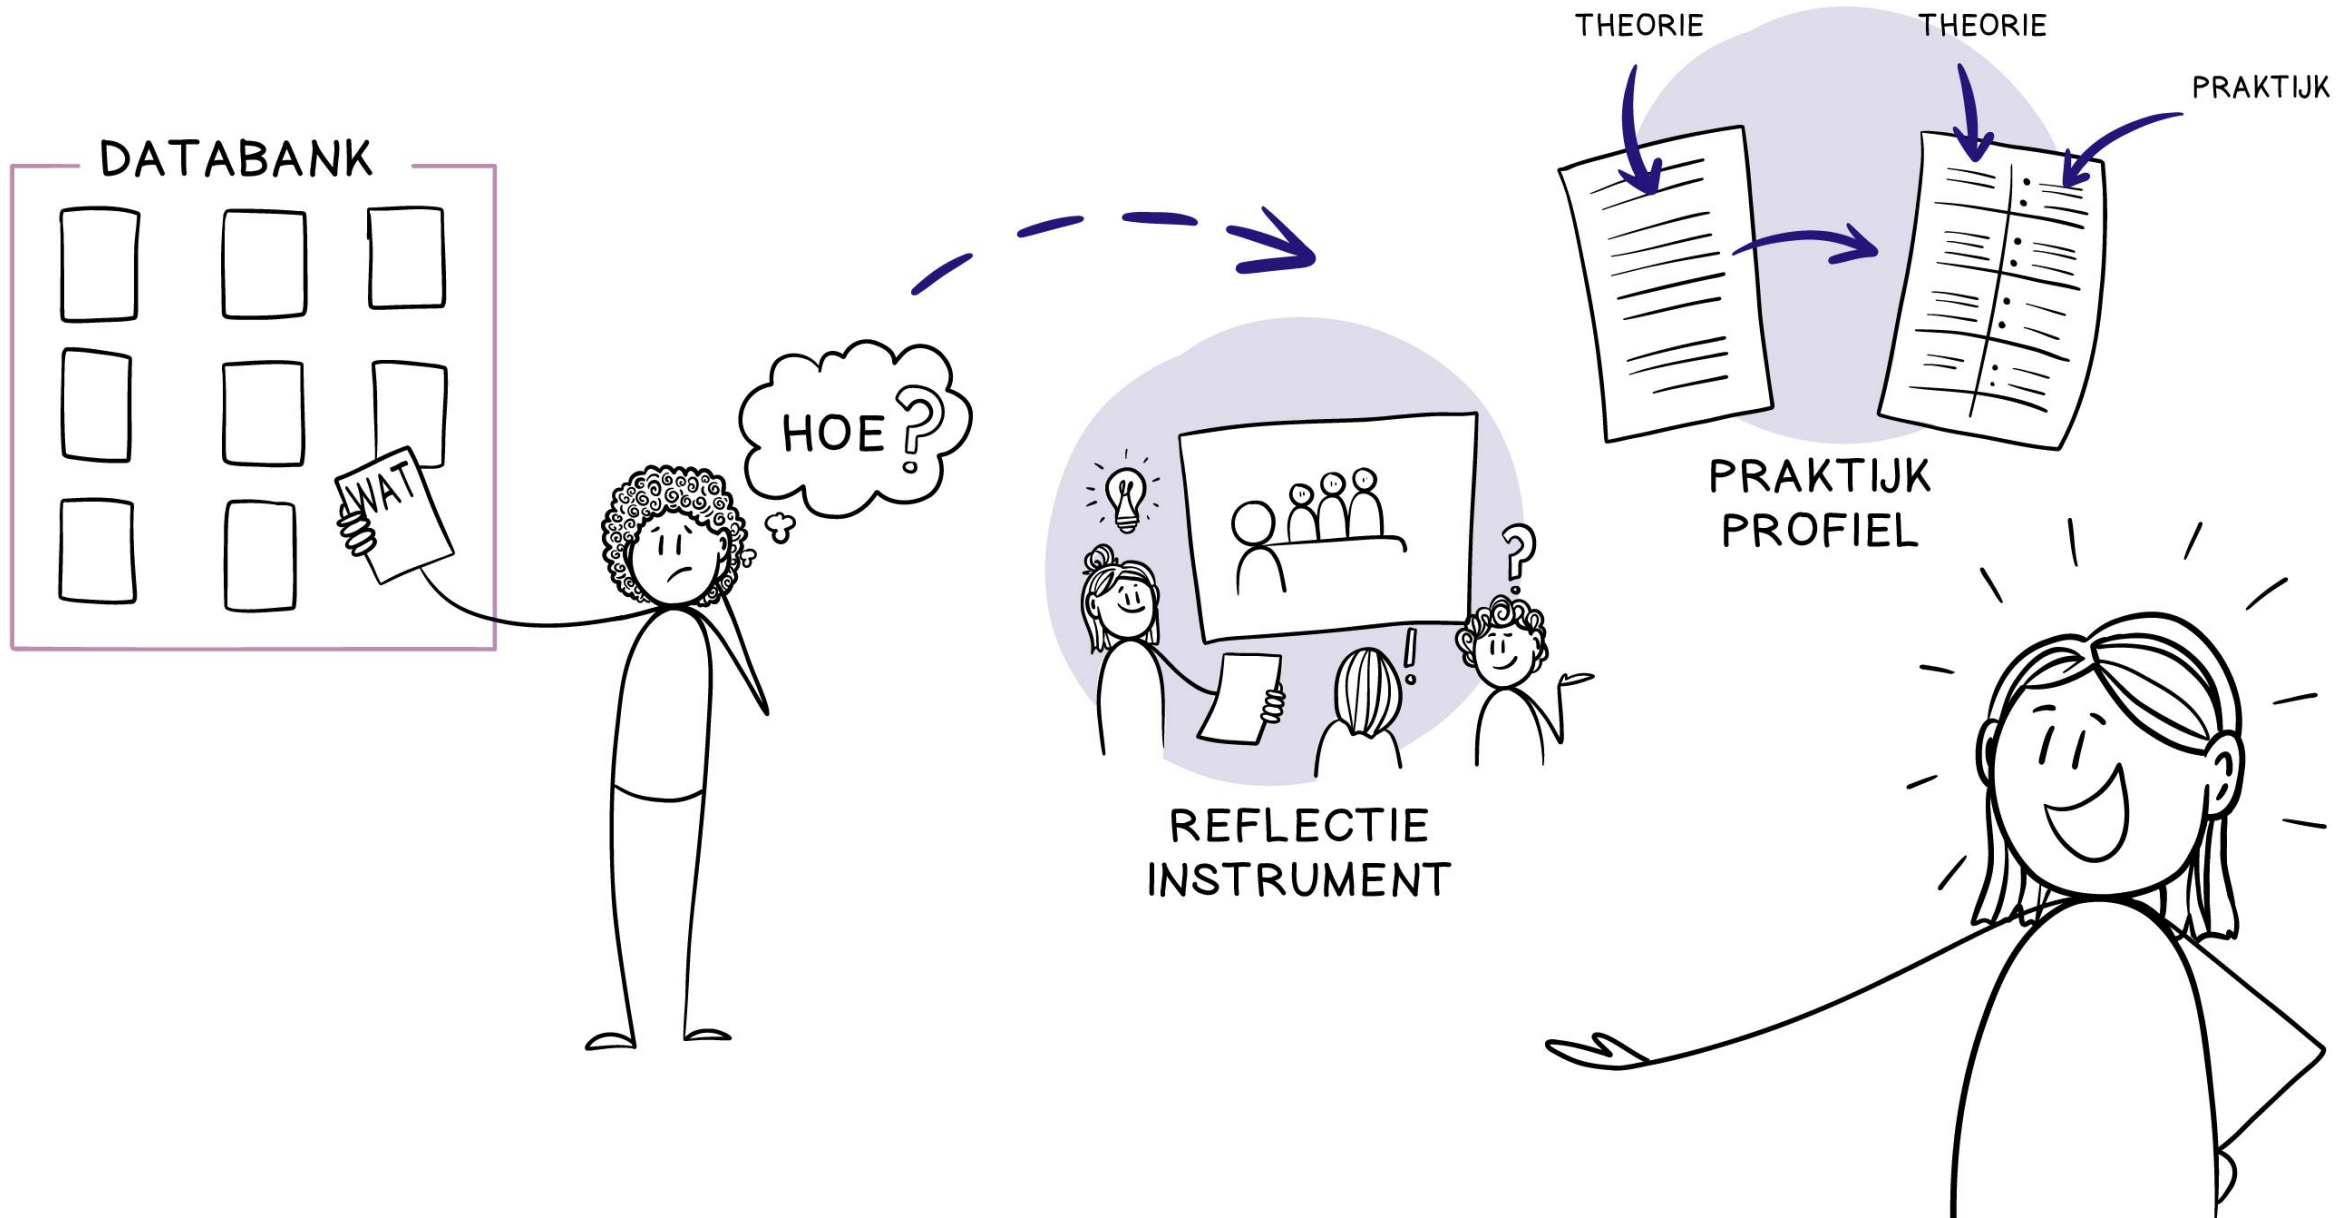 DATABANK
WAT
HOE?
?
!
REFLECTIE
INSTRUMENT
THEORIE
THEORIE
PRAKTIJK
PRAKTIJK
PROFIEL